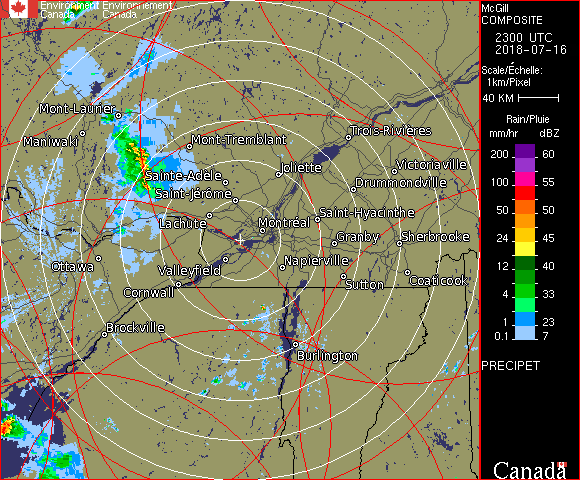 Environment Environnement
Canada Canada
Mont-Laurier
Maniwaki
Mont-Tremblant
Trois-Rivières
Sainte-Adèle
Joliette
Victoriaville
Saint-Jérôme
Drummondville
Lachute
Montréal
Saint-Hyacinthe
Ottawa
Granby
Sherbrooke
Valleyfield
Napierville
Cornwall
Sutton
Coaticook
Brockville
Burlington
McGill
COMPOSITE
2300 UTC
2018-07-16
Scale/Échelle:
1km/Pixel
40 KM
Rain/Pluie
mm/hr dBZ
200 60
100 55
50 50
24 45
12 40
4 33
1 23
0.1 7
PRECIPET
Canada